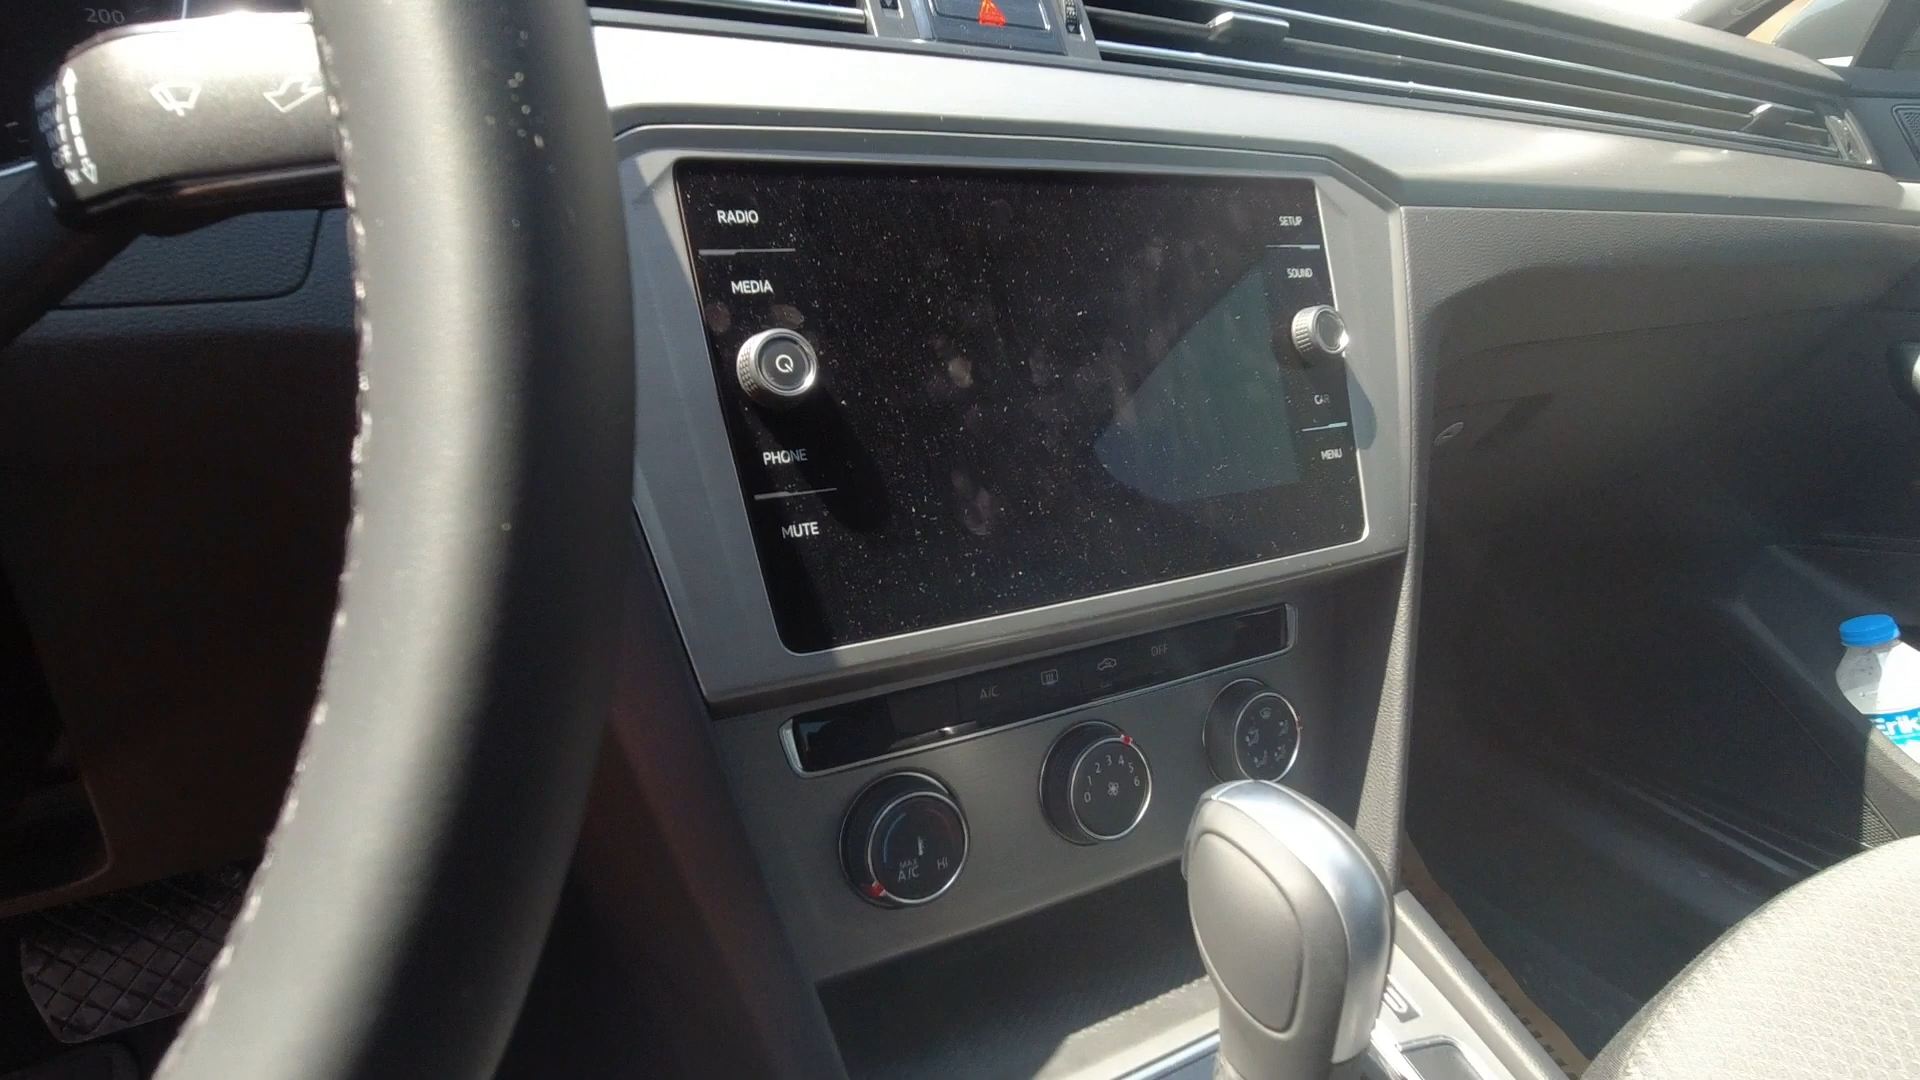 200
RADIO
SETUP
MEDIA
SOUND
PHONE
CAR
MUTE
MENU
A/C
OFF
0 1 2 3 4 5 6
MAX
A/C
HI